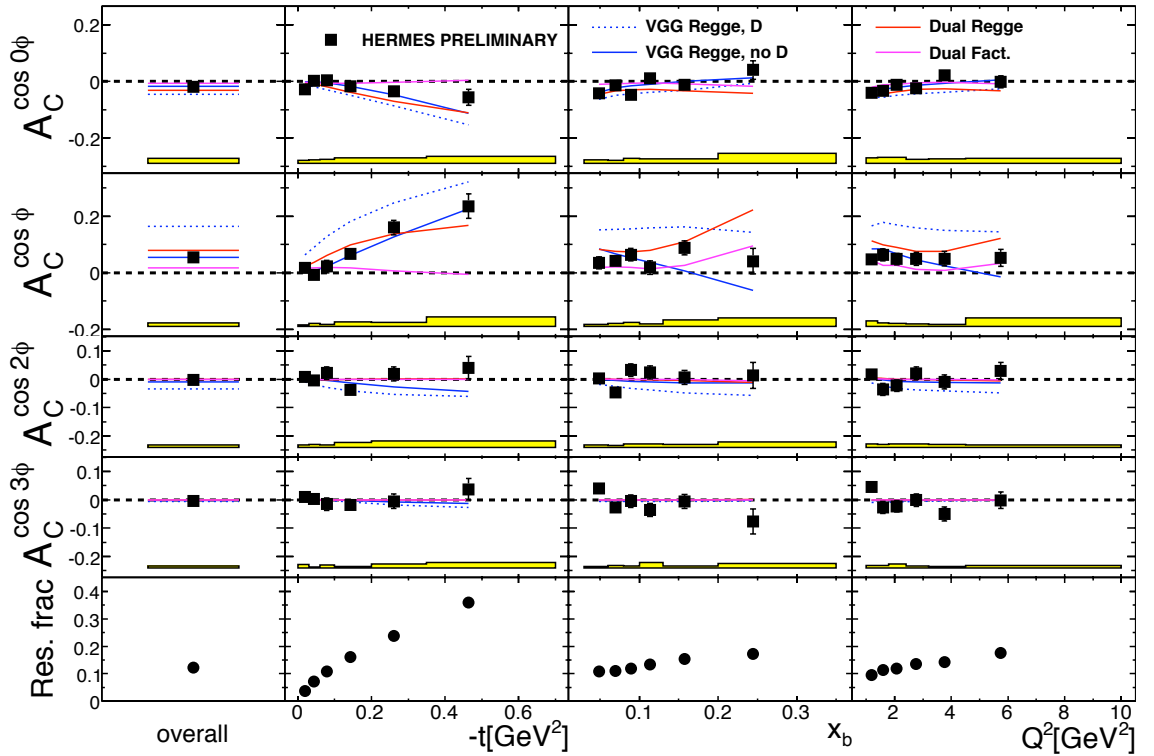 HERMES PRELIMINARY
VGG Regge, D
VGG Regge, no D
Dual Regge
Dual Fact.
A_C^cos 0ϕ
0.2
0
-0.2
A_C^cos ϕ
0.2
0
-0.2
A_C^cos 2ϕ
0.1
0
-0.1
-0.2
A_C^cos 3ϕ
0.1
0
-0.1
-0.2
Res. frac
0.4
0.3
0.2
0.1
0
overall
0 0.2 0.4 0.6
-t[GeV²]
0.1 0.2 0.3
x_b
2 4 6 8 10
Q²[GeV²]